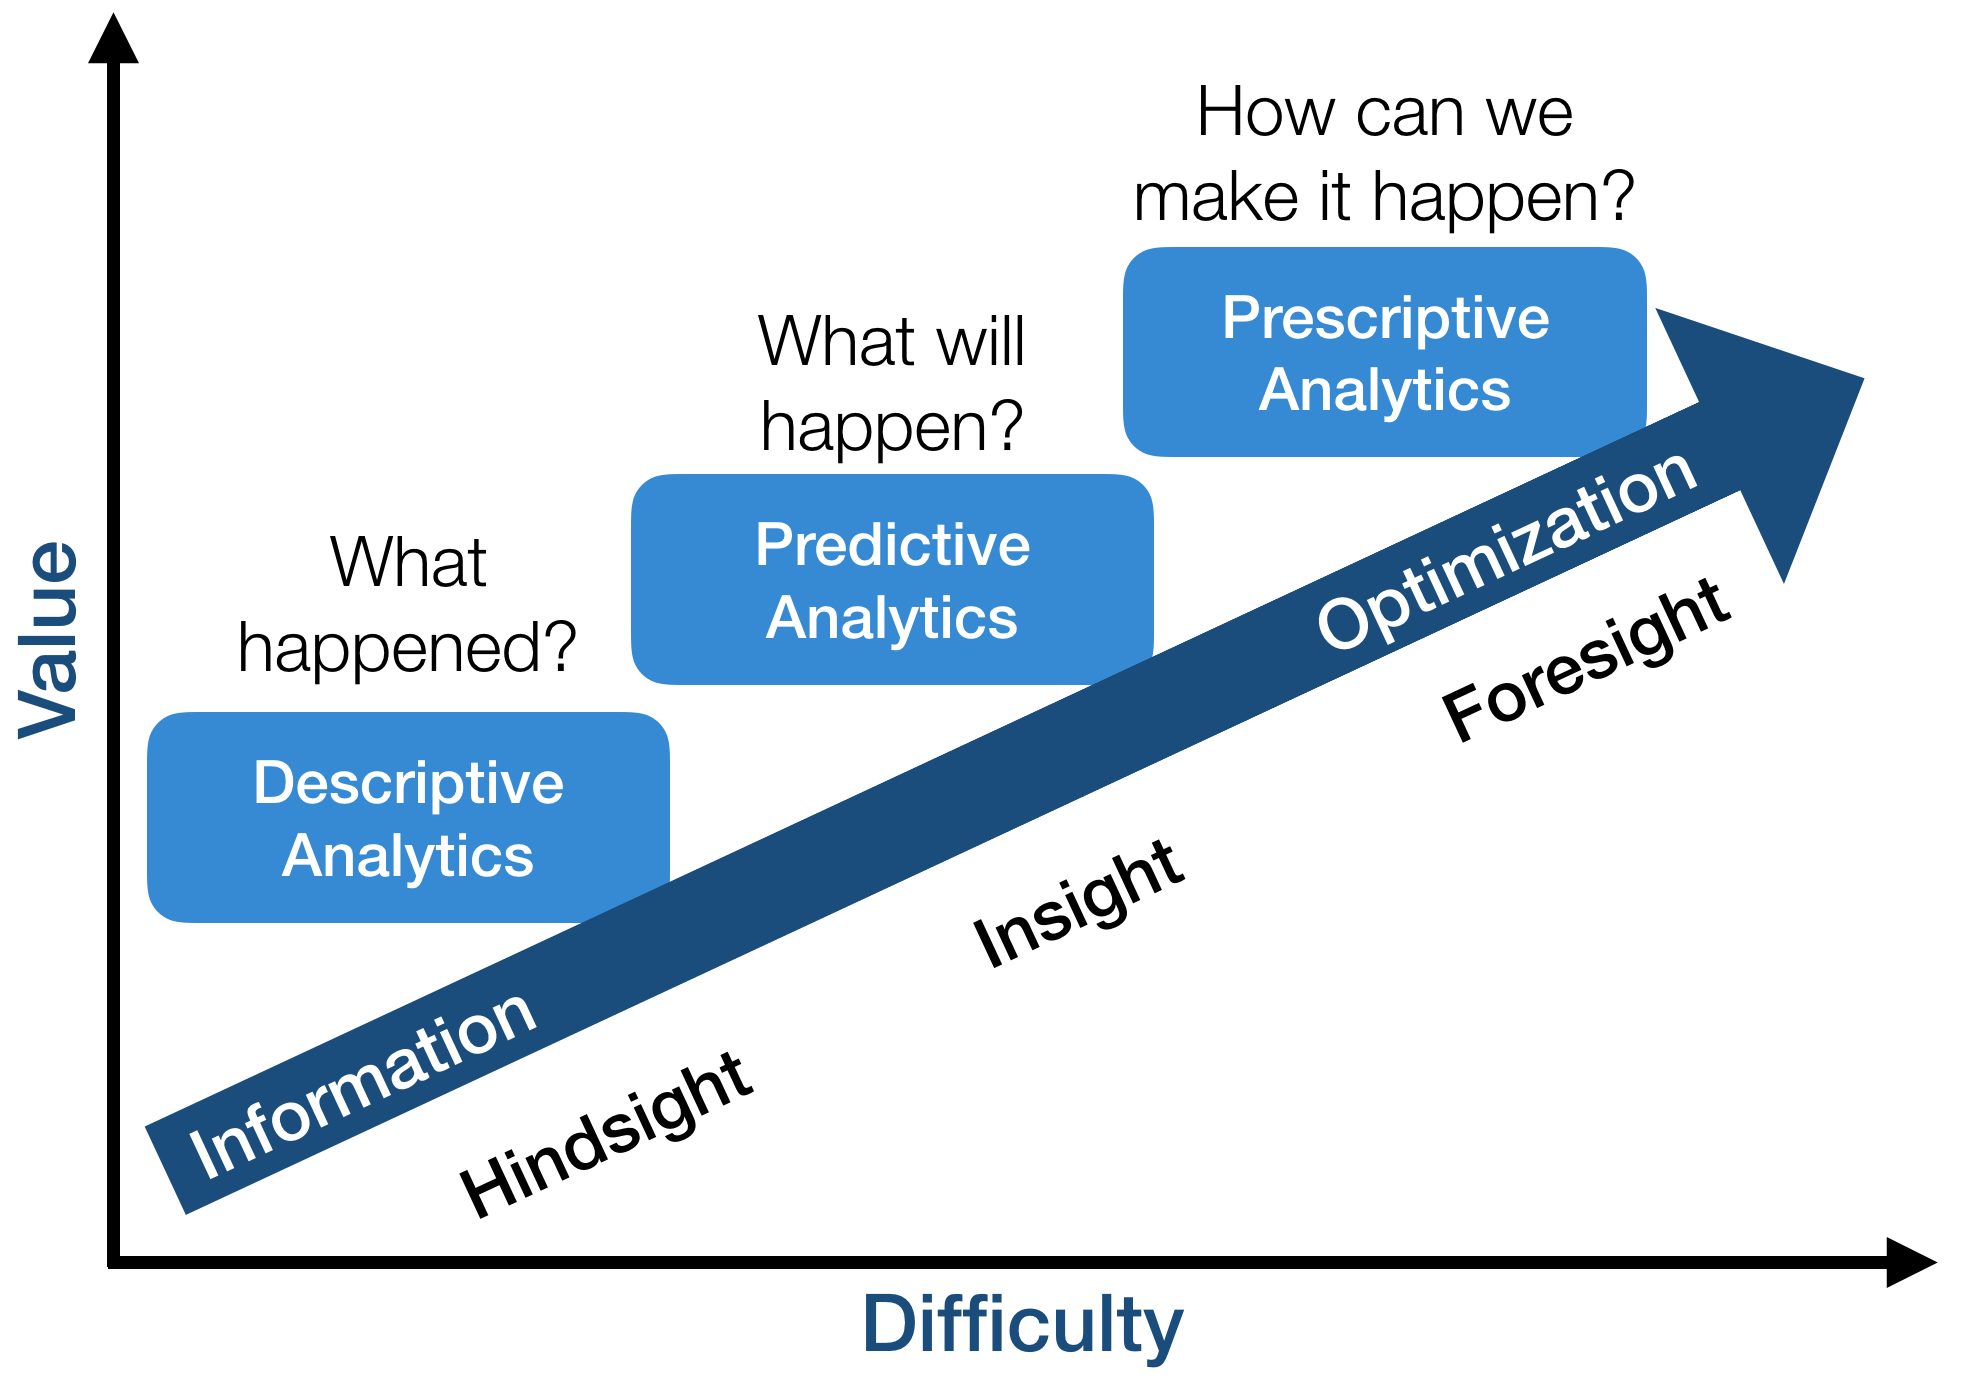 How can we
make it happen?
Prescriptive
Analytics
What will
happen?
Predictive
Analytics
What
happened?
Descriptive
Analytics
Value
Information
Optimization
Hindsight
Insight
Foresight
Difficulty